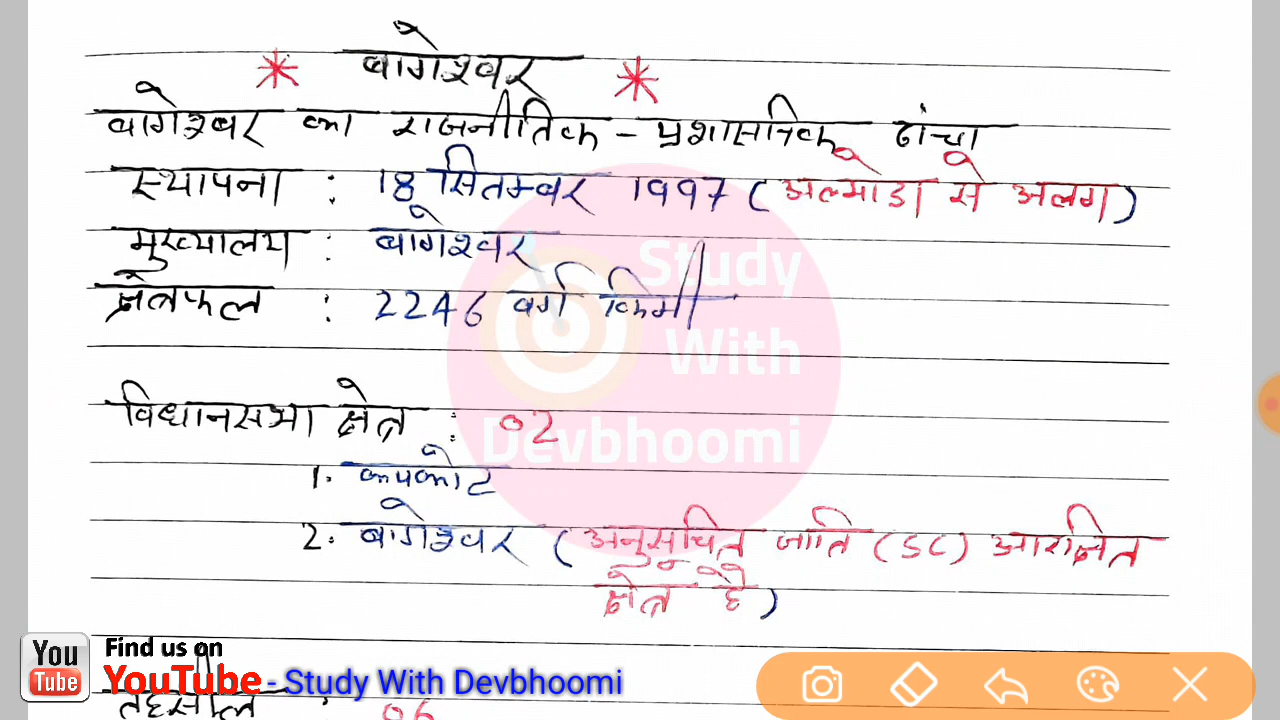 बागेश्वर
बागेश्वर का राजनीतिक - प्रशासनिक ढांचा
स्थापना : 18 सितम्बर 1997 (अल्मोडा से अलग)
मुख्यालय : बागेश्वर
क्षेत्रफल : 2246 वर्ग किमी
विधानसभा क्षेत्र : 02
1. कपकोट
2. बागेश्वर (अनुसूचित जाति (SC) आरक्षित
क्षेत्र है)
तहसील : 06
Study
With
Devbhoomi
You
Tube
Find us on
YouTube - Study With Devbhoomi